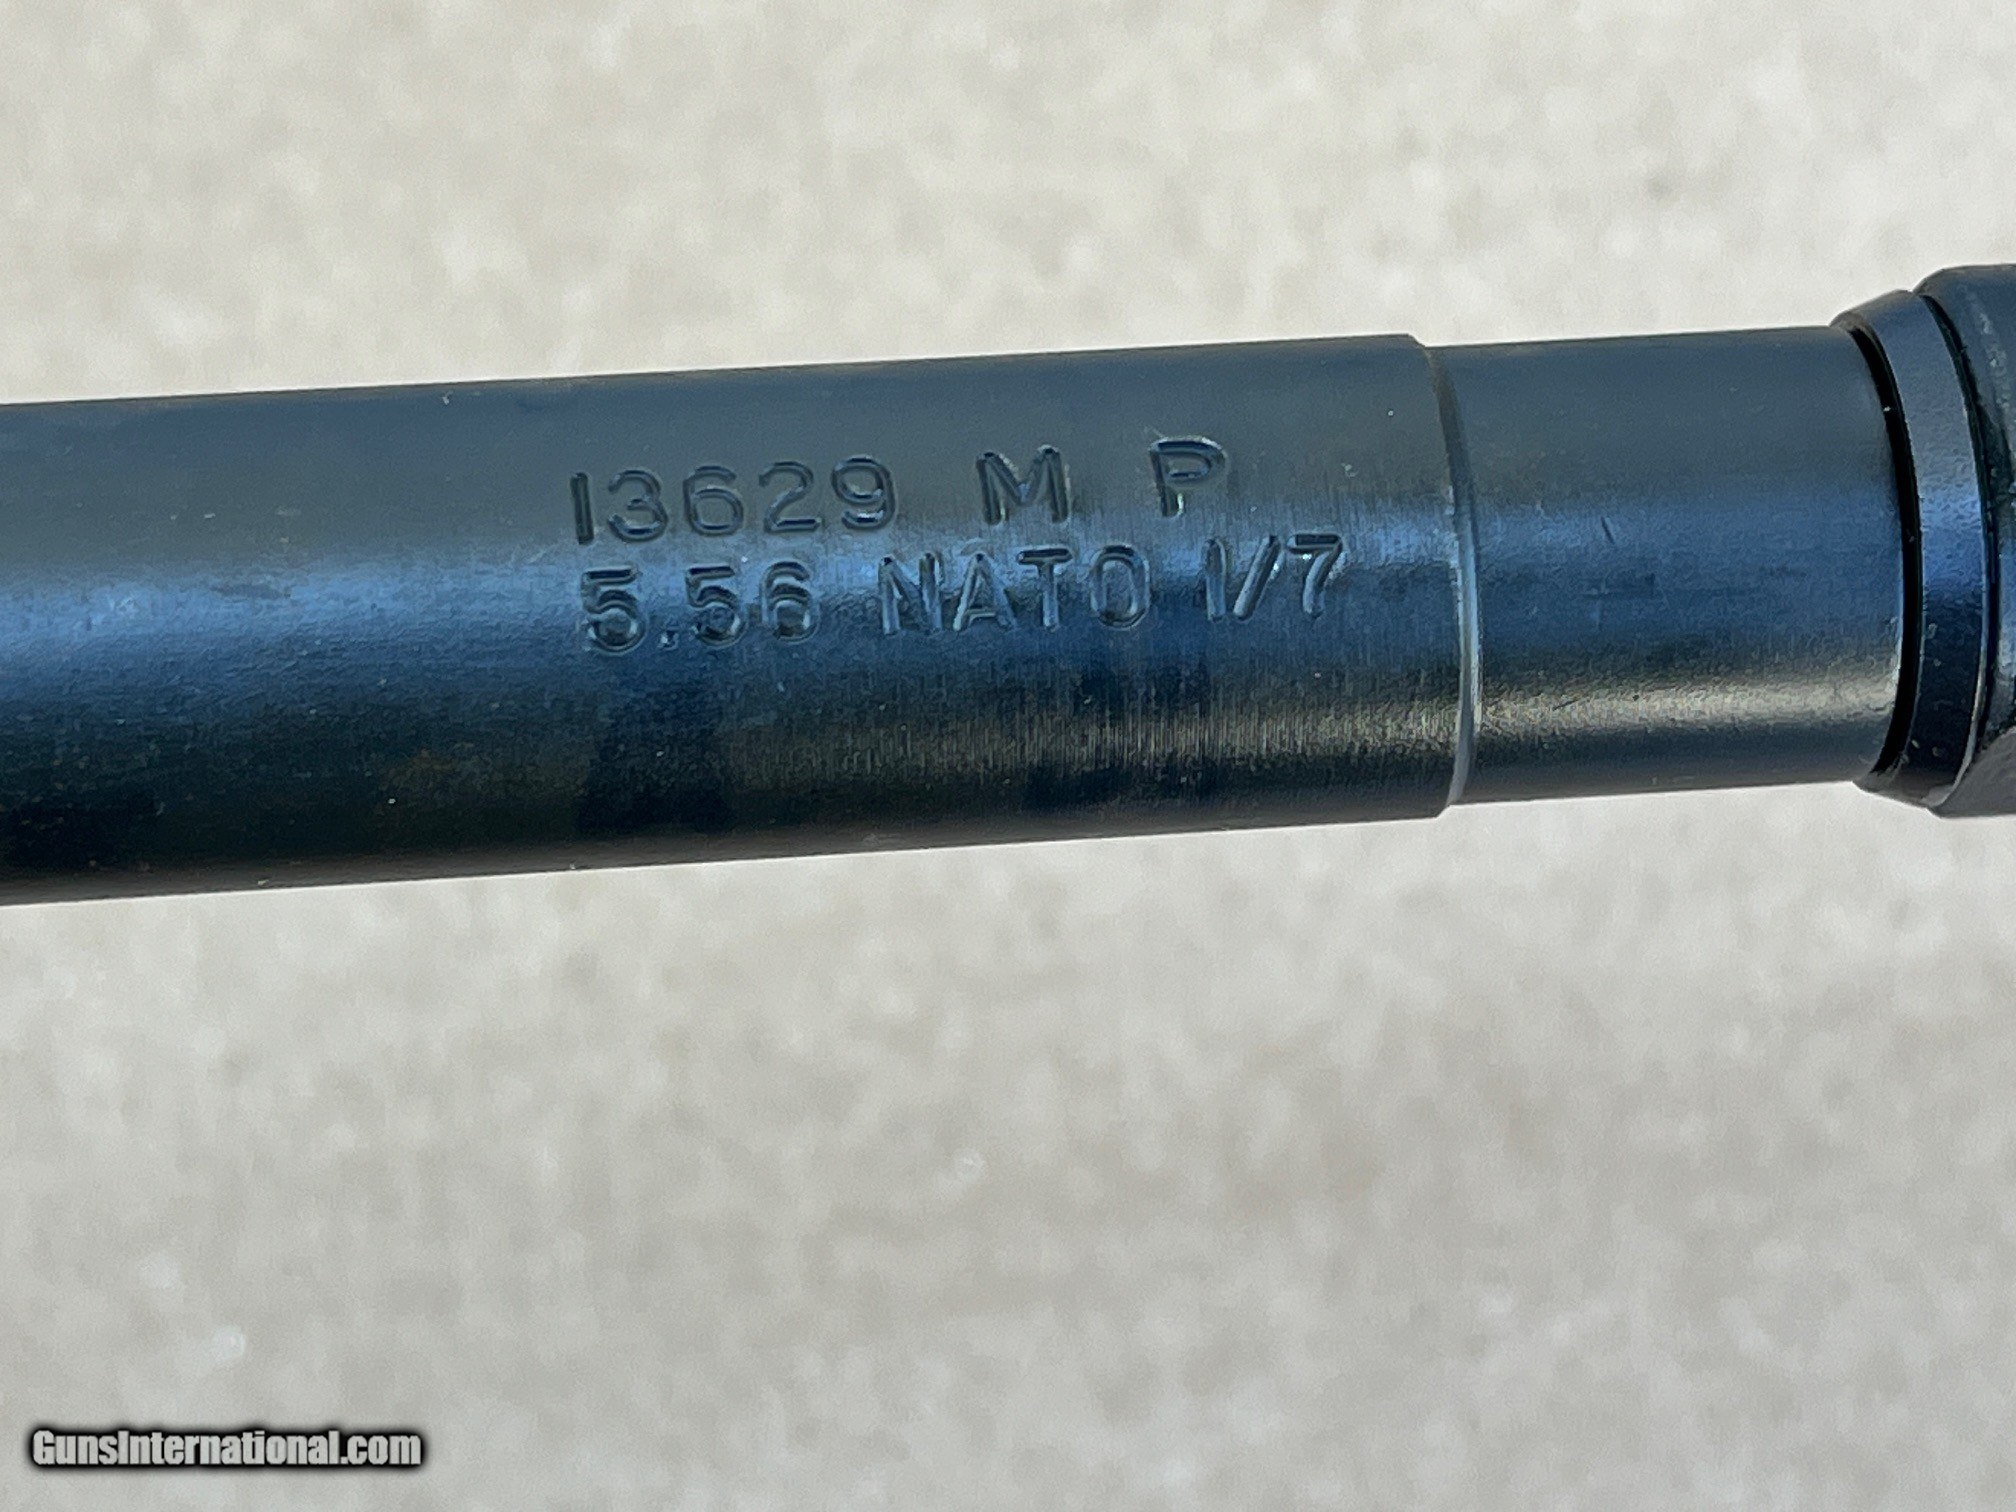 13629 M P
5.56 NATO 1/7
GunsInternational.com